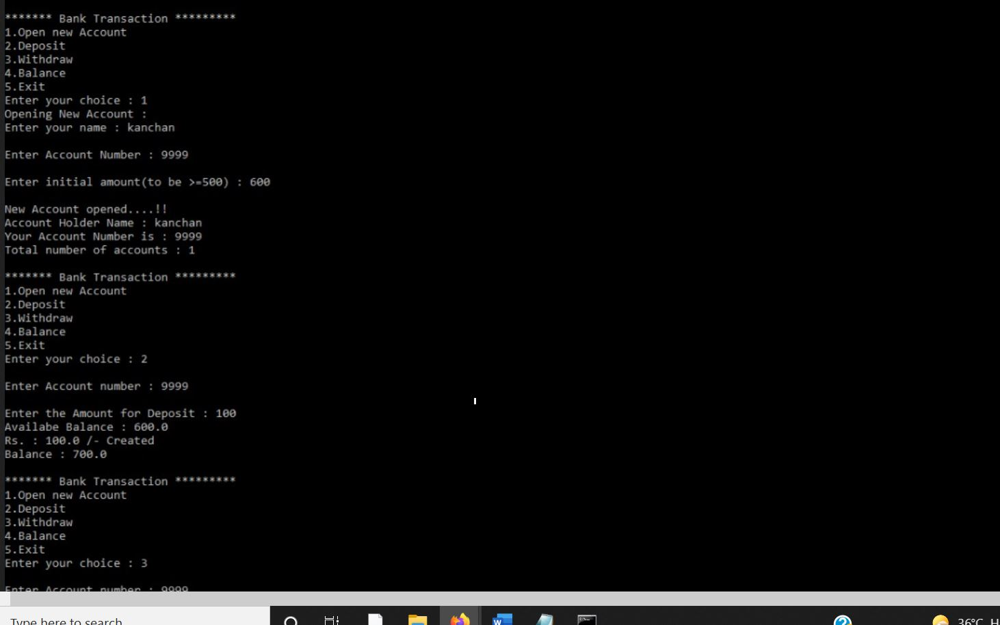 ******* Bank Transaction *********
1.Open new Account
2.Deposit
3.Withdraw
4.Balance
5.Exit
Enter your choice : 1
Opening New Account :
Enter your name : kanchan
Enter Account Number : 9999
Enter initial amount(to be >=500) : 600
New Account opened....!!
Account Holder Name : kanchan
Your Account Number is : 9999
Total number of accounts : 1
******* Bank Transaction *********
1.Open new Account
2.Deposit
3.Withdraw
4.Balance
5.Exit
Enter your choice : 2
Enter Account number : 9999
Enter the Amount for Deposit : 100
Availabe Balance : 600.0
Rs. : 100.0 /- Created
Balance : 700.0
******* Bank Transaction *********
1.Open new Account
2.Deposit
3.Withdraw
4.Balance
5.Exit
Enter your choice : 3
Enter Account number : 9999
Type here to search
36°C H